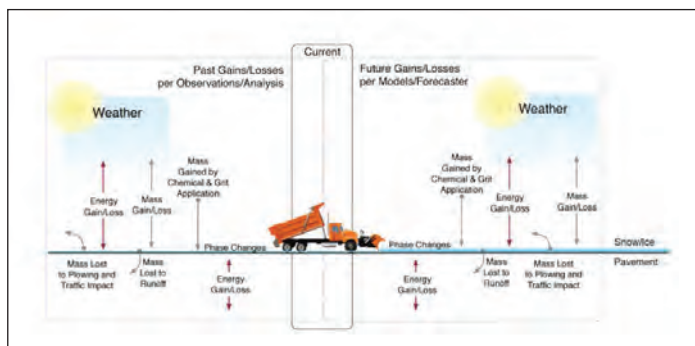 Current
Past Gains/Losses
per Observations/Analysis
Future Gains/Losses
per Models/Forecaster
Weather
Energy
Gain/Loss
Mass
Gain/Loss
Mass
Gained by
Chemical & Grit
Application
Phase Changes
Mass Lost
to Plowing and
Traffic Impact
Mass
Lost to
Runoff
Energy
Gain/Loss
Weather
Mass
Gained by
Chemical & Grit
Application
Energy
Gain/Loss
Mass
Gain/Loss
Phase Changes
Snow/Ice
Pavement
Energy
Gain/Loss
Mass
Lost to
Runoff
Mass Lost
to Plowing and
Traffic Impact